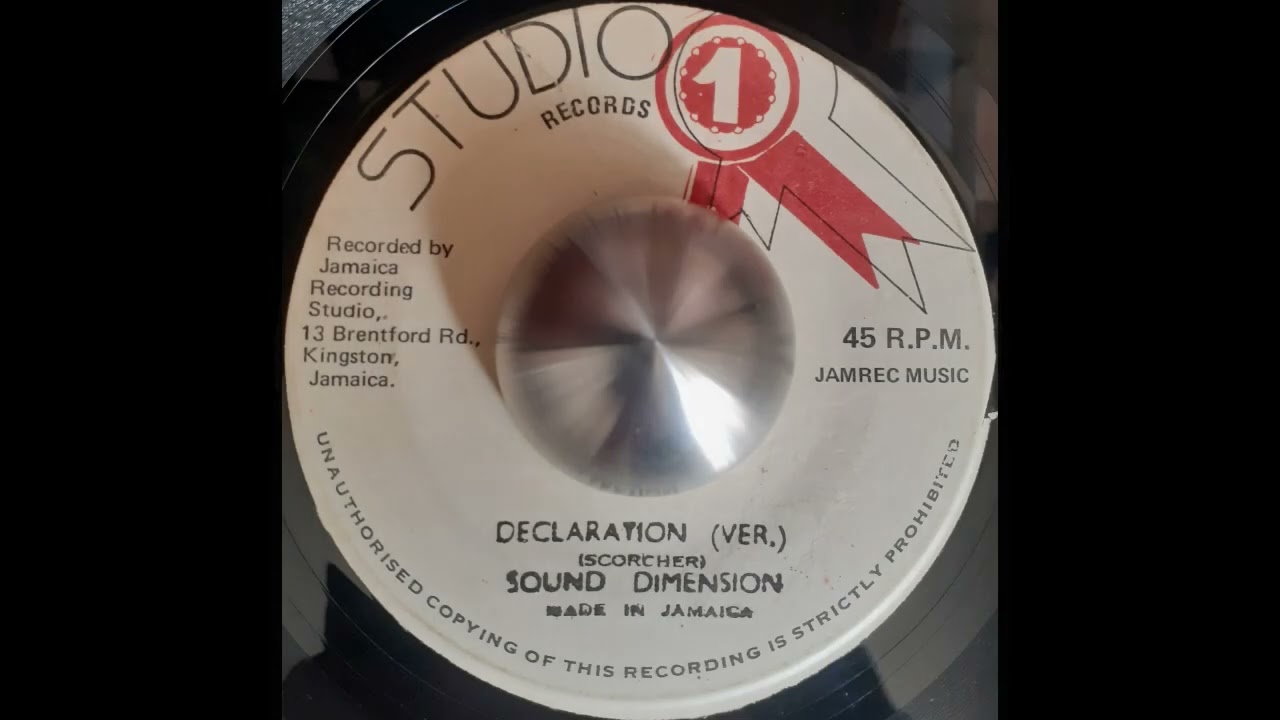 STUDIO
1
RECORDS
Recorded by
Jamaica
Recording
Studio,.
13 Brentford Rd.,
Kingston,
Jamaica.
45 R.P.M.
JAMREC MUSIC
DECLARATION (VER.)
(SCORCHER)
SOUND DIMENSION
MADE IN JAMAICA
UNAUTHORISED COPYING OF THIS RECORDING IS STRICTLY PROHIBITED